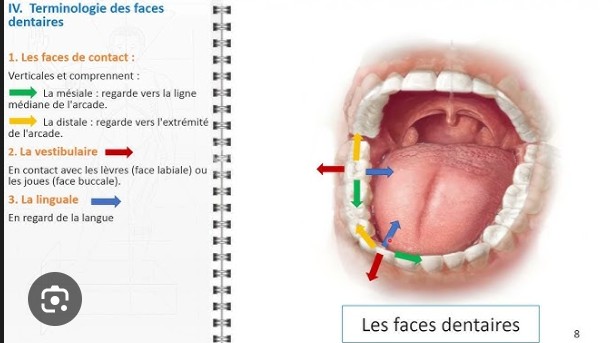 IV. Terminologie des faces
dentaires
1. Les faces de contact :
Verticales et comprennent :
La mésiale : regarde vers la ligne
médiane de l'arcade.
La distale : regarde vers l'extrémité
de l'arcade.
2. La vestibulaire
En contact avec les lèvres (face labiale) ou
les joues (face buccale).
3. La linguale
En regard de la langue
Les faces dentaires
8